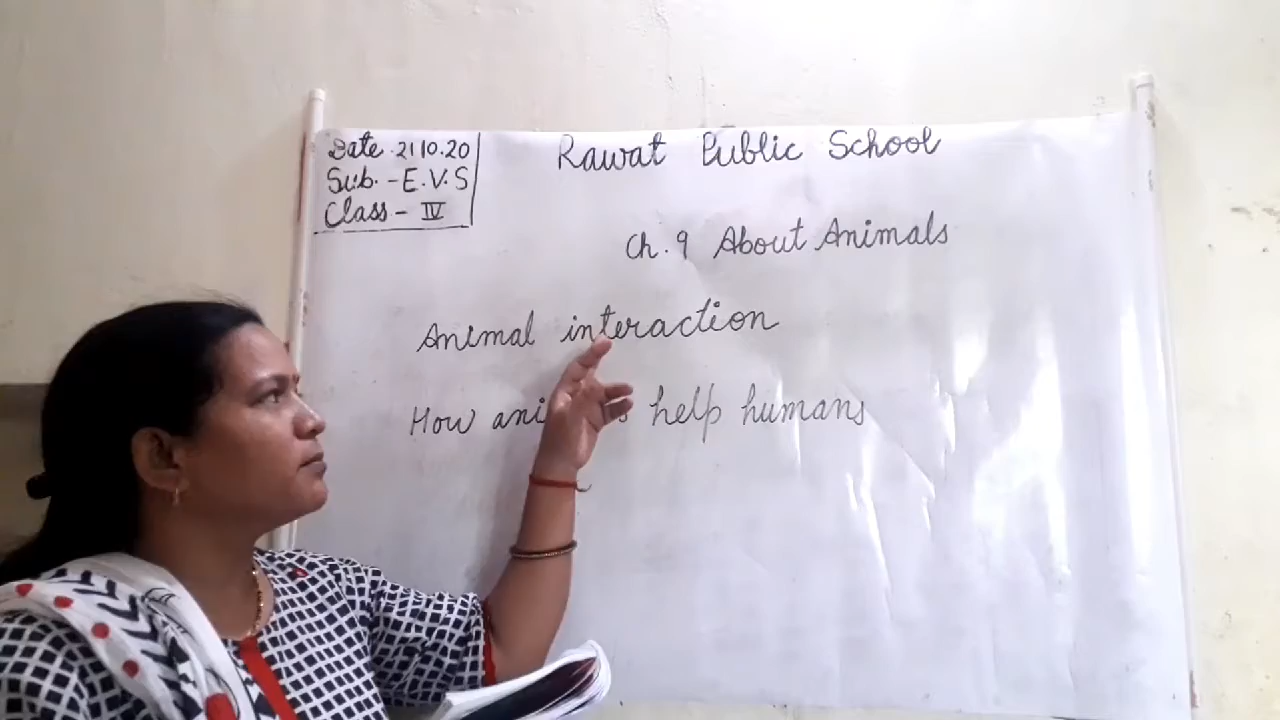 Date 21.10.20
Sub. - E.V.S
Class - IV
Rawat Public School
Ch. 9 About Animals
Animal interaction
How help humans